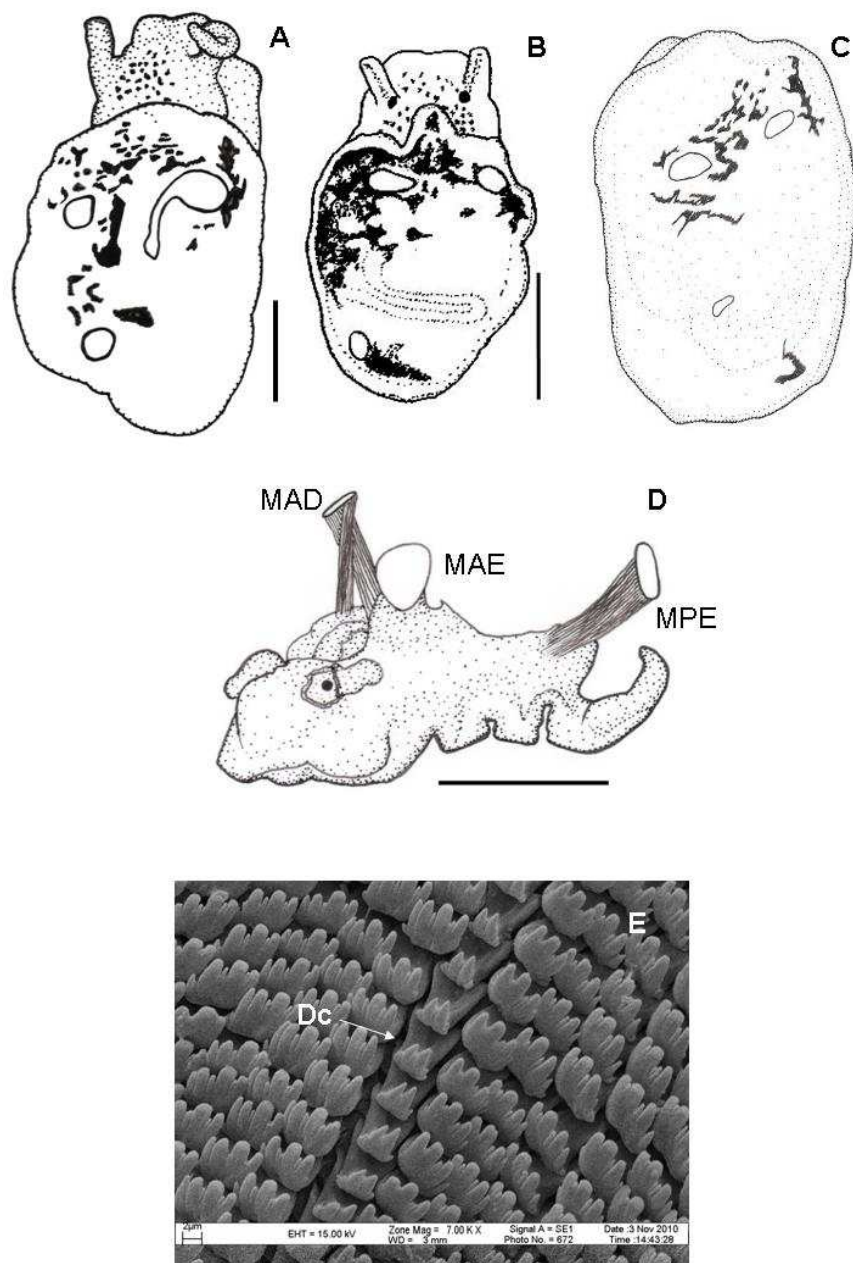 A
B
C
MAD
D
MAE
MPE
E
Dc
2µm
EHT = 15.00 kV
Zone Mag = 7.00 K X
WD = 3 mm
Signal A = SE1
Photo No. = 672
Date :3 Nov 2010
Time :14:43:28